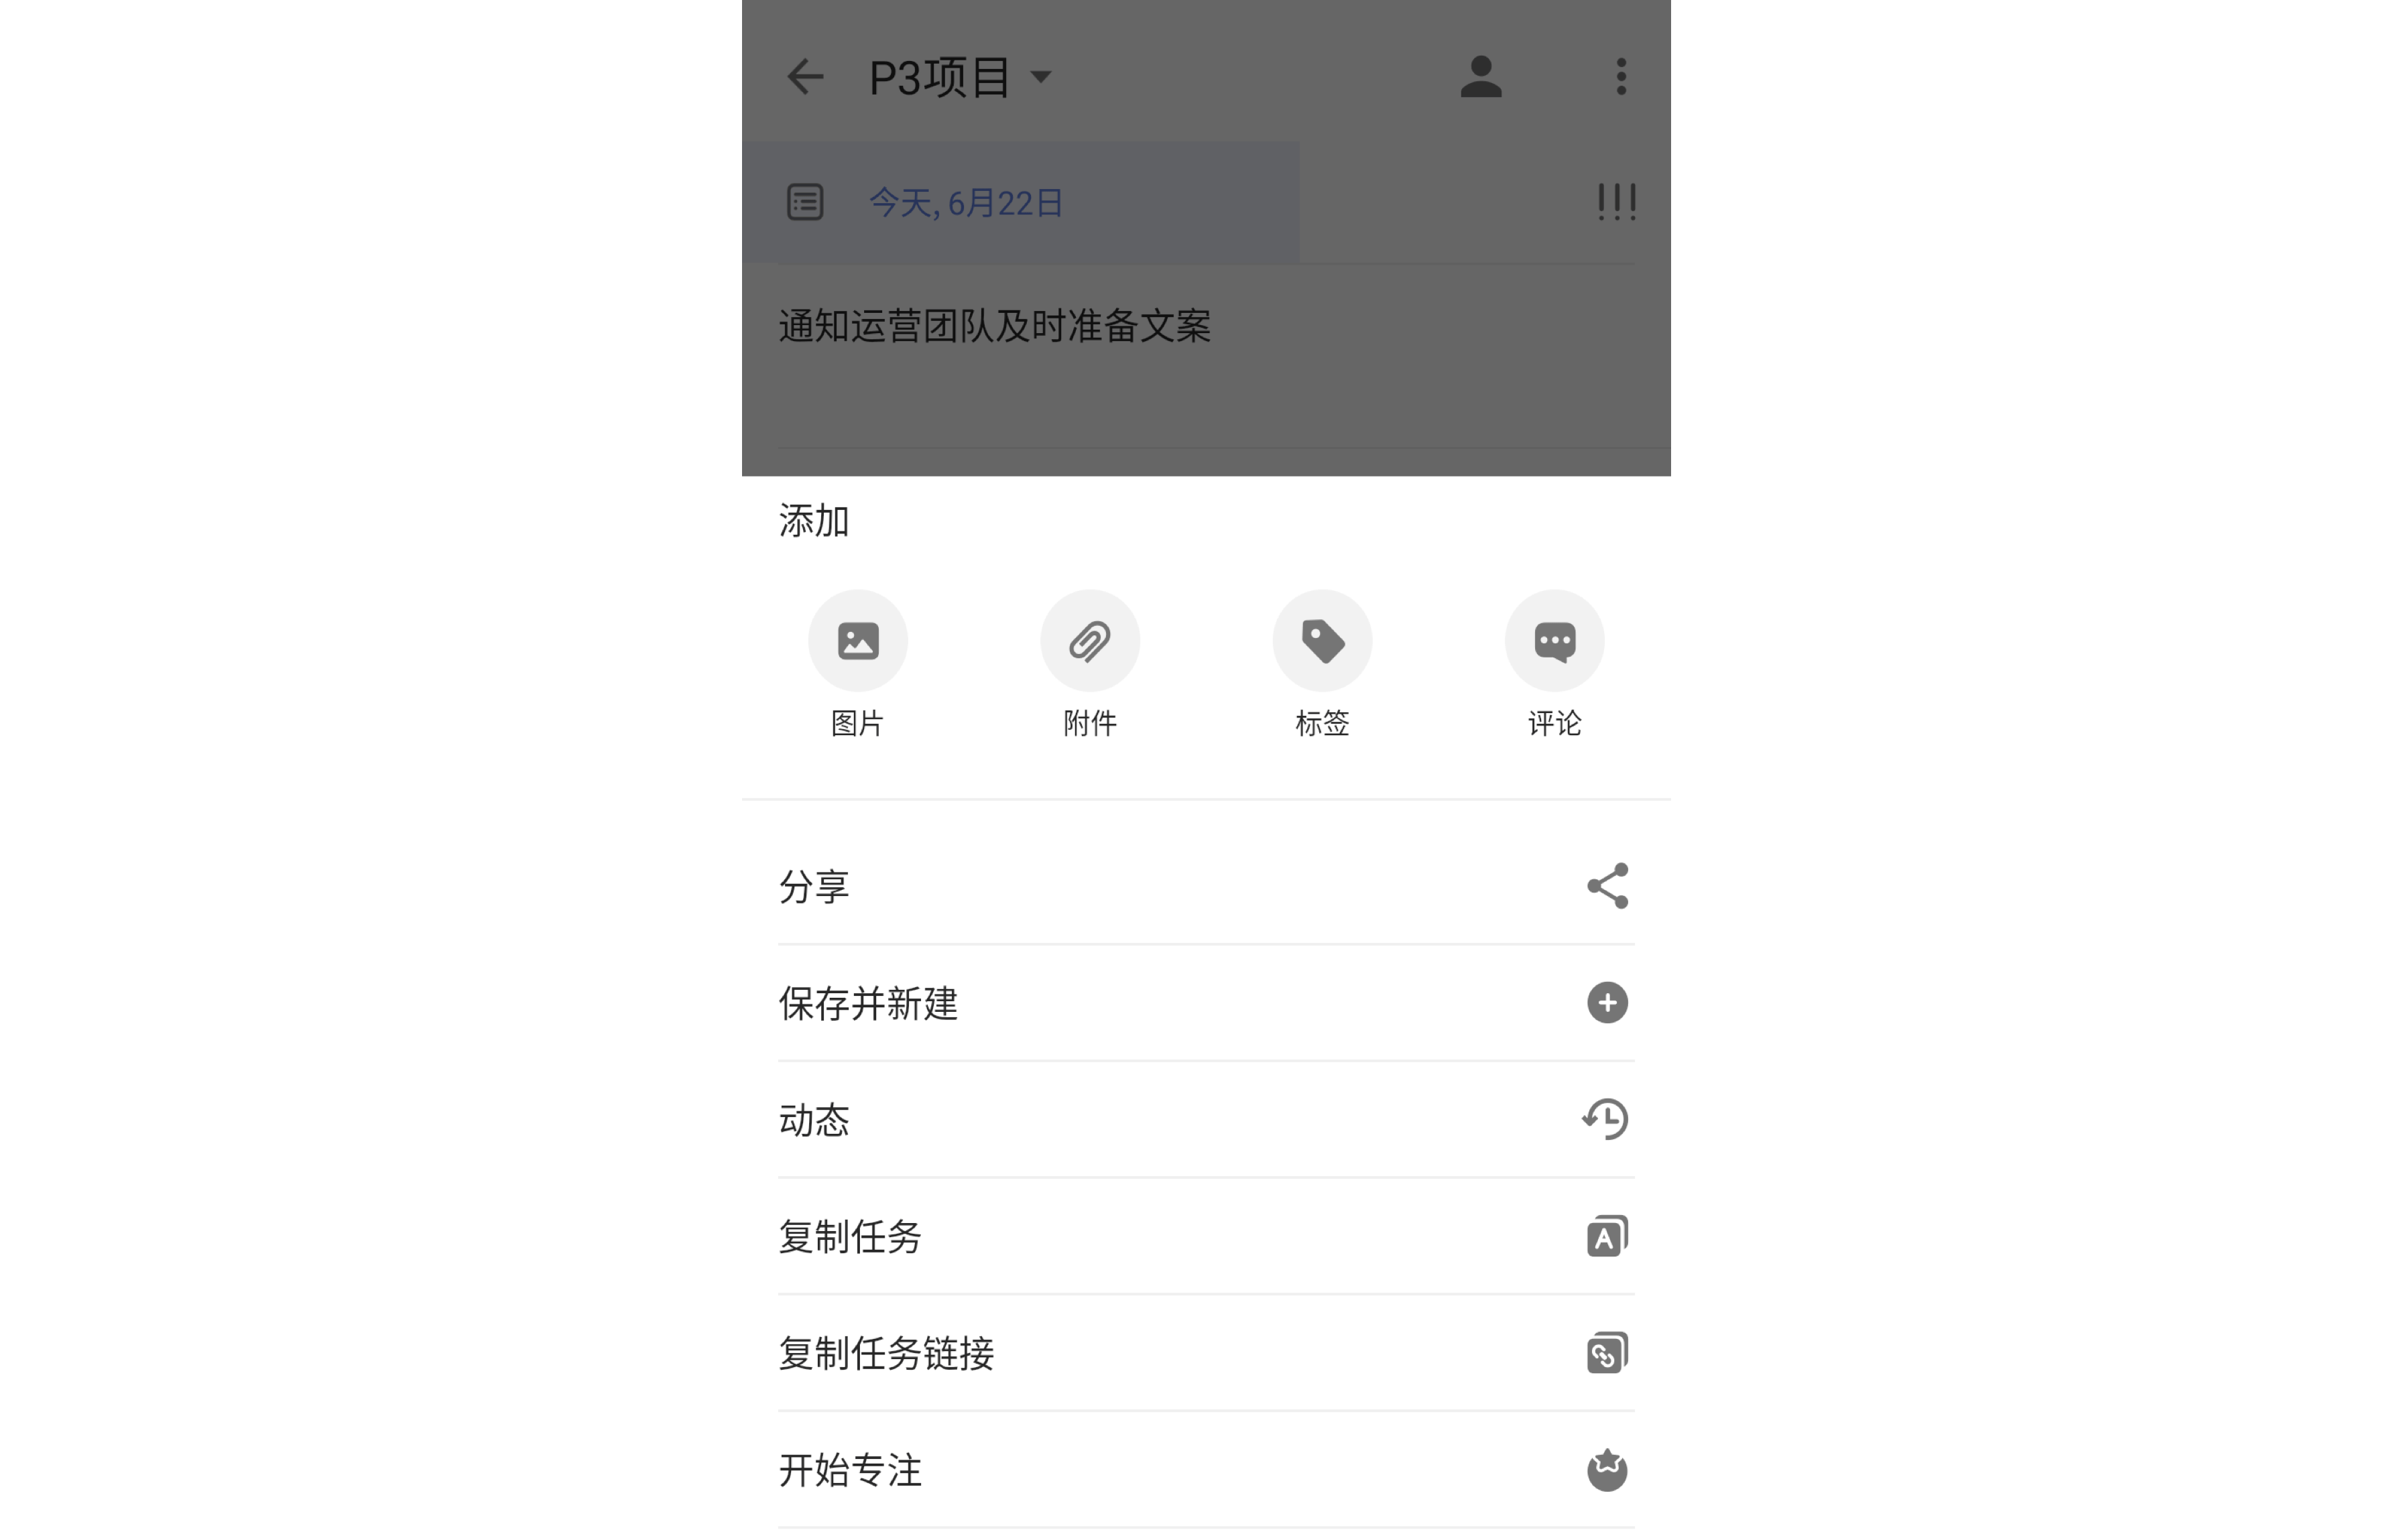 P3项目
今天, 6月22日
通知运营团队及时准备文案
添加
图片 附件 标签 评论
分享
保存并新建
动态
复制任务
复制任务链接
开始专注